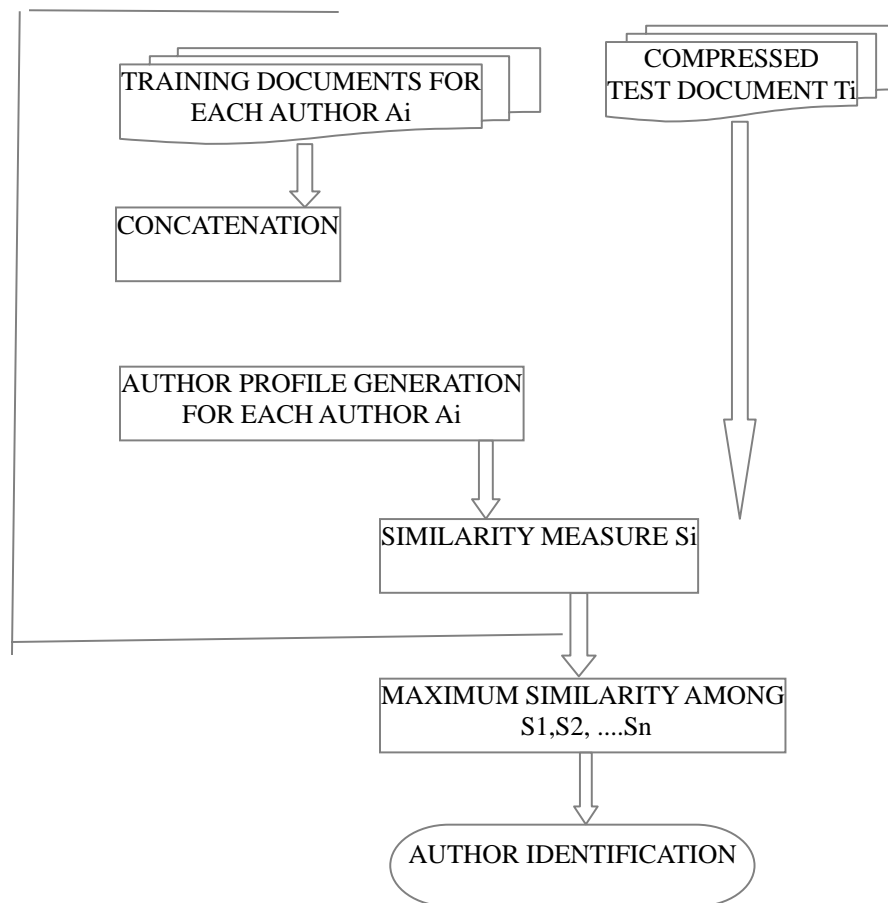 TRAINING DOCUMENTS FOR
EACH AUTHOR Ai
COMPRESSED
TEST DOCUMENT Ti
CONCATENATION
AUTHOR PROFILE GENERATION
FOR EACH AUTHOR Ai
SIMILARITY MEASURE Si
MAXIMUM SIMILARITY AMONG
S1,S2, ....Sn
AUTHOR IDENTIFICATION